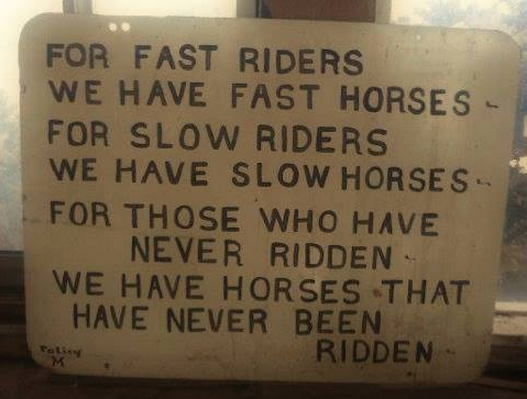 FOR FAST RIDERS
WE HAVE FAST HORSES -
FOR SLOW RIDERS
WE HAVE SLOW HORSES -
FOR THOSE WHO HAVE
NEVER RIDDEN -
WE HAVE HORSES THAT
HAVE NEVER BEEN
RIDDEN -
Policy
M